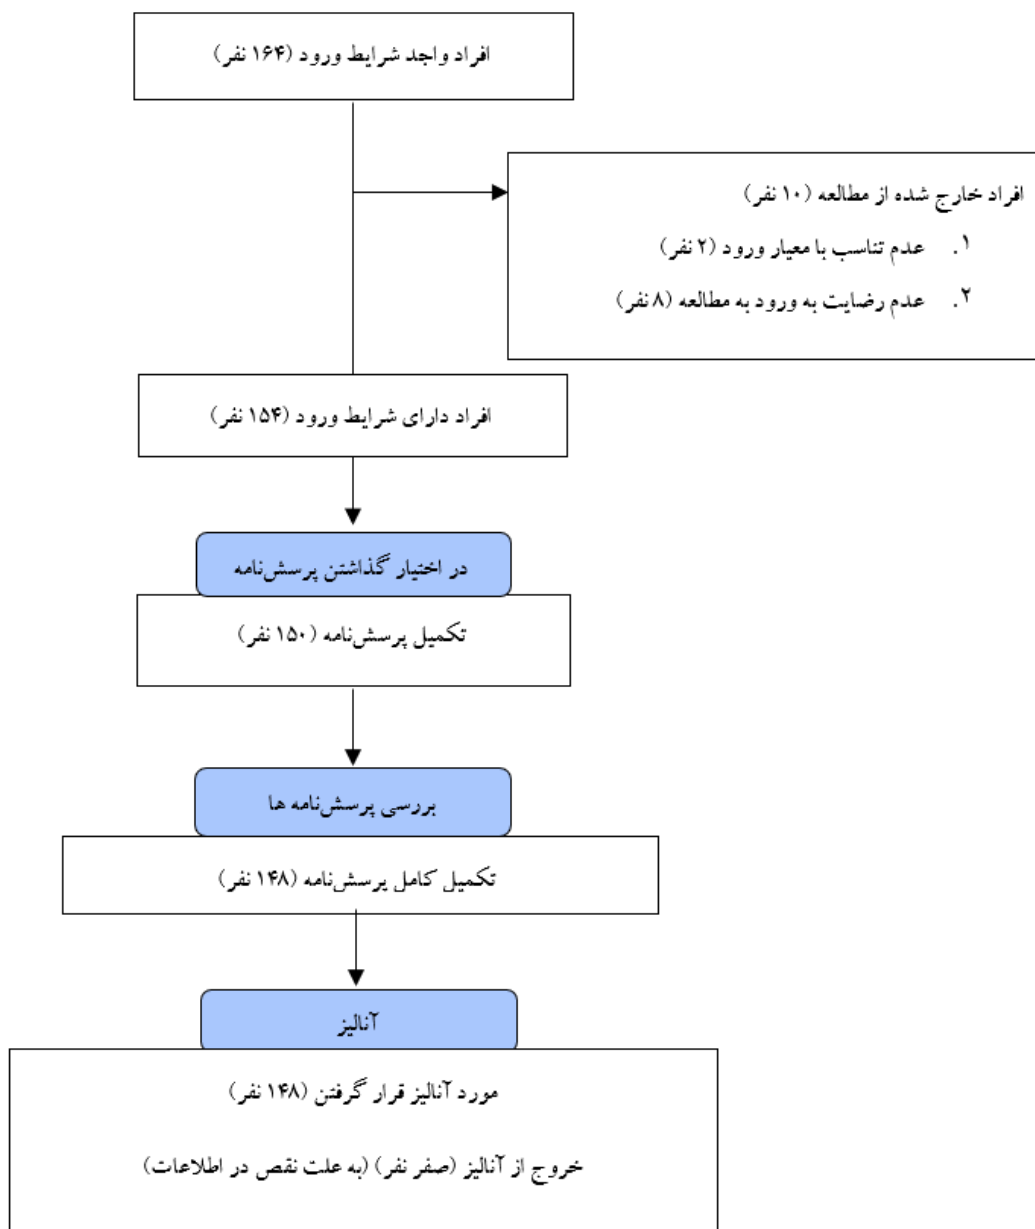 افراد واجد شرایط ورود (۱۶۴ نفر)
افراد خارج شده از مطالعه (۱۰ نفر)
۱. عدم تناسب با معیار ورود (۲ نفر)
۲. عدم رضایت به ورود به مطالعه (۸ نفر)
افراد دارای شرایط ورود (۱۵۴ نفر)
در اختیار گذاشتن پرسش‌نامه
تکمیل پرسش‌نامه (۱۵۰ نفر)
بررسی پرسش‌نامه ها
تکمیل کامل پرسش‌نامه (۱۴۸ نفر)
آنالیز
مورد آنالیز قرار گرفتن (۱۴۸ نفر)
خروج از آنالیز (صفر نفر) (به علت نقص در اطلاعات)